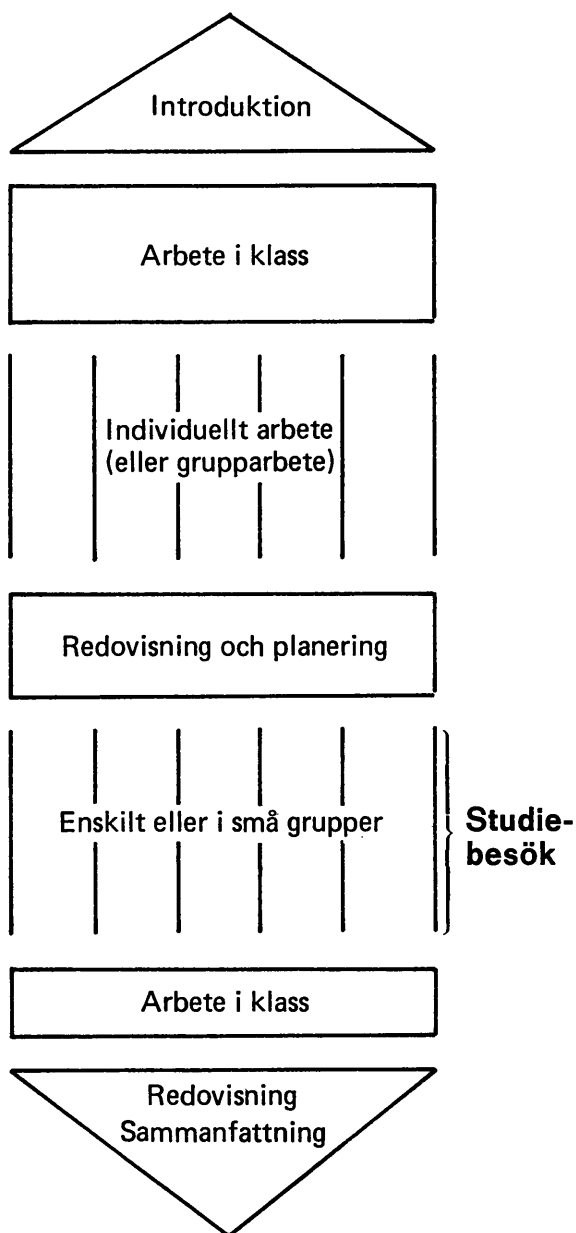 Introduktion
Arbete i klass
Individuellt arbete
(eller grupparbete)
Redovisning och planering
Enskilt eller i små grupper
Studie-
besök
Arbete i klass
Redovisning
Sammanfattning